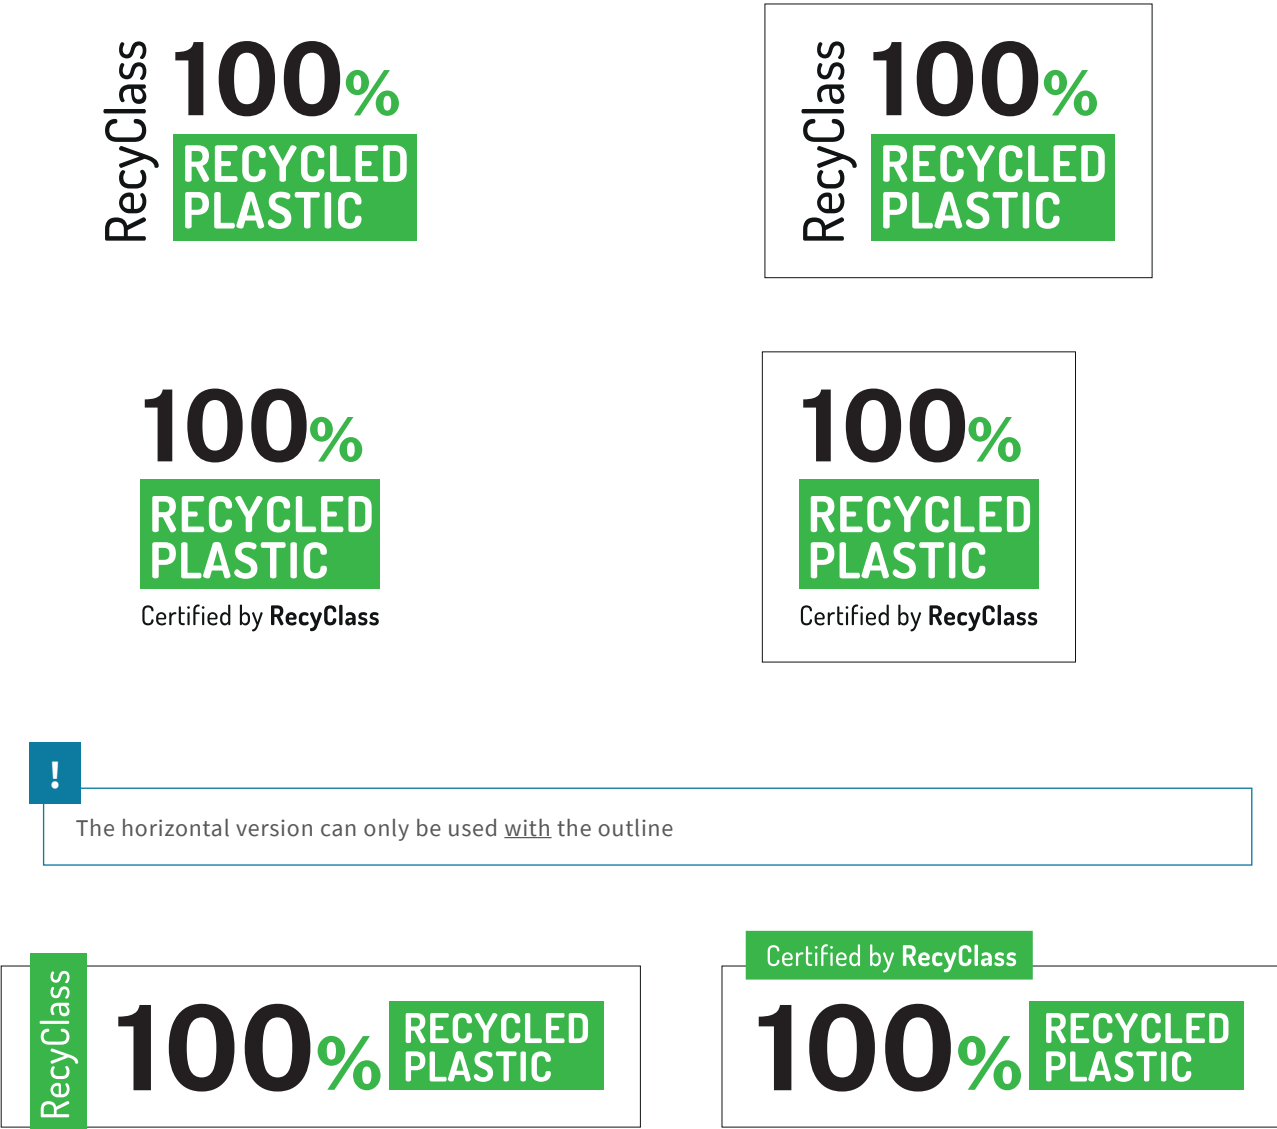 RecyClass
100%
RECYCLED
PLASTIC
RecyClass
100%
RECYCLED
PLASTIC
100%
RECYCLED
PLASTIC
Certified by RecyClass
100%
RECYCLED
PLASTIC
Certified by RecyClass
!
The horizontal version can only be used with the outline
RecyClass
100%
RECYCLED
PLASTIC
Certified by RecyClass
100%
RECYCLED
PLASTIC